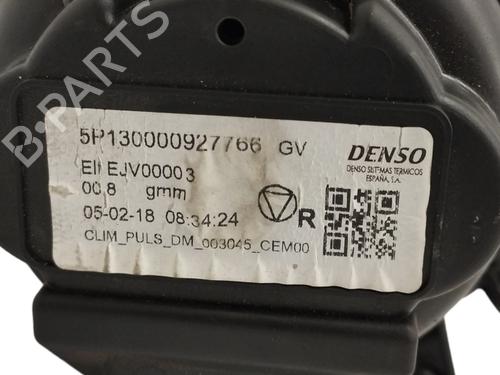 B-PARTS
5P130000927766 GV
DENSO
DENSO SISTEMAS TERMICOS
ESPAÑA, S.A.
EJV00003
00.8 gmm
05-02-18 08:34:24
R
CLIM_PULS_DM_003045_CEM00